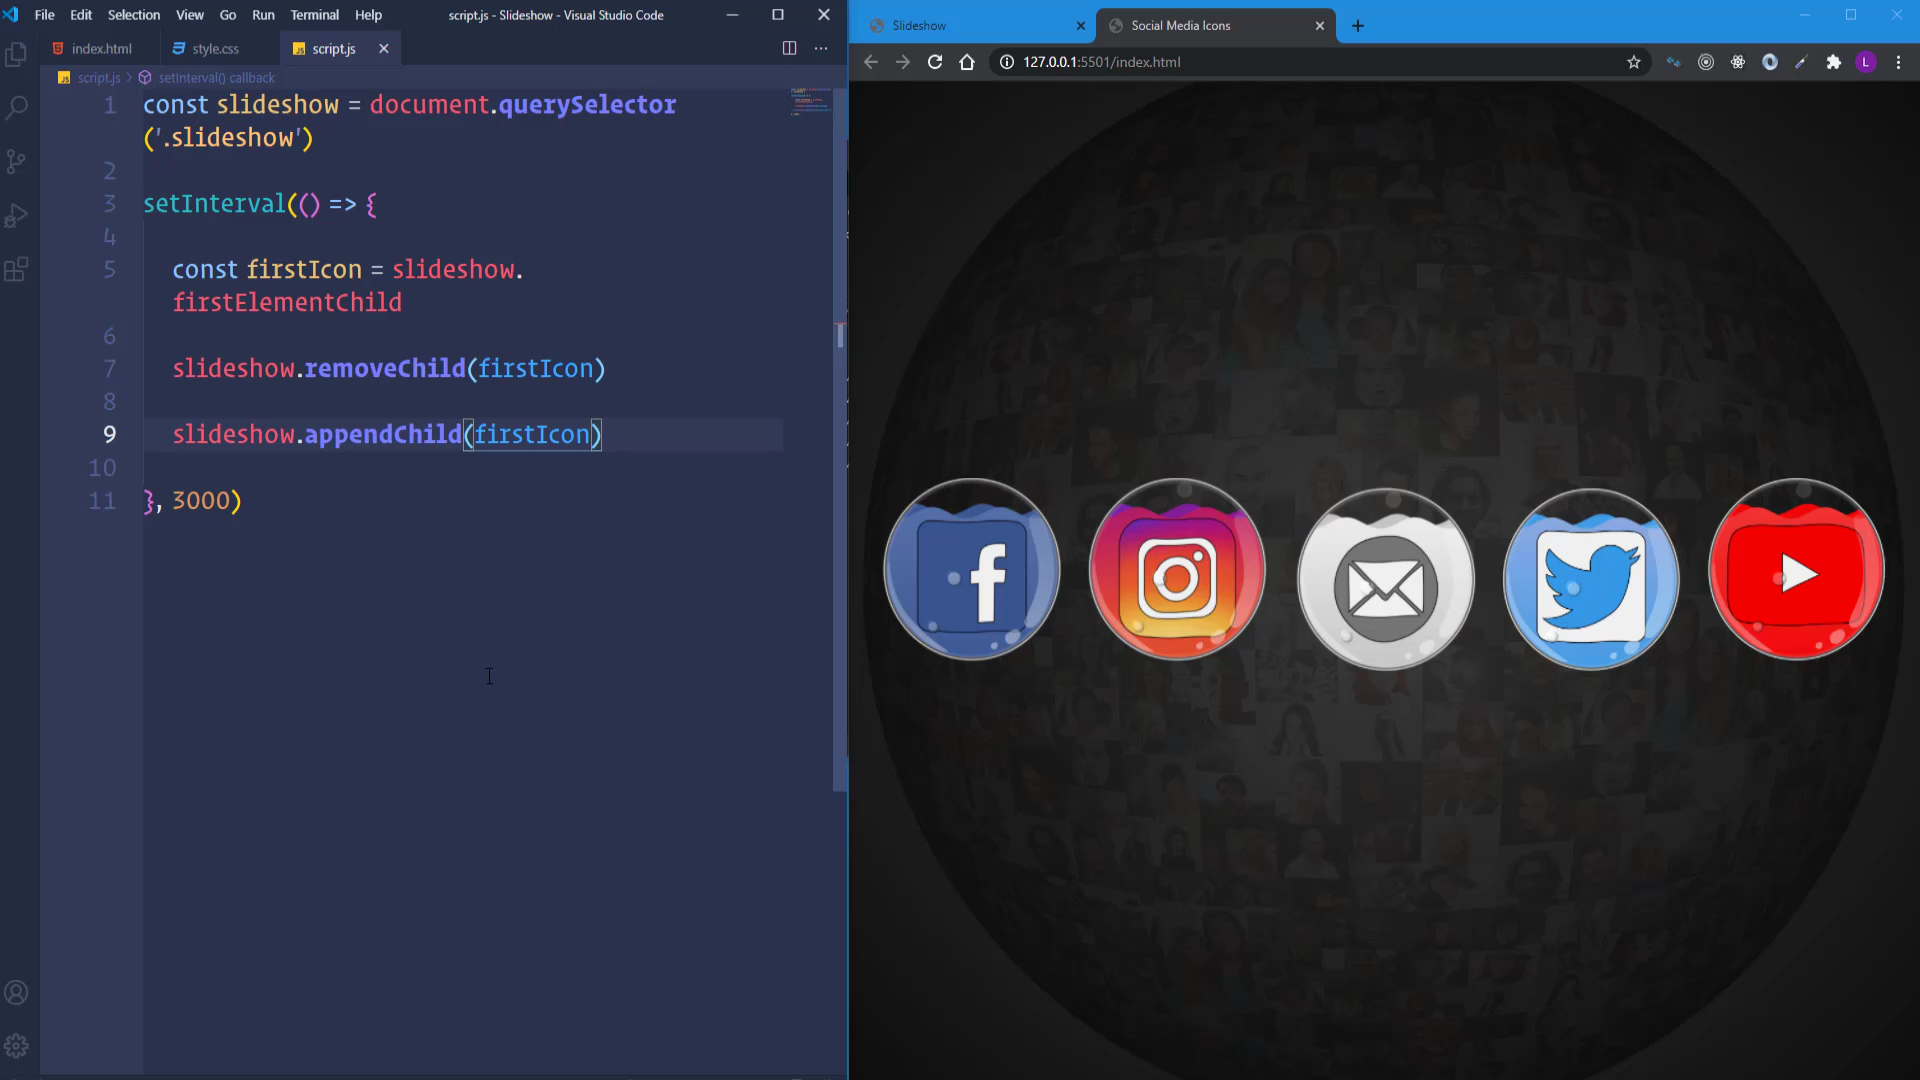 File Edit Selection View Go Run Terminal Help script.js - Slideshow - Visual Studio Code
index.html style.css JS script.js
JS script.js > setInterval() callback
1 const slideshow = document.querySelector
('.slideshow')
2
3 setInterval(() => {
4
5 const firstIcon = slideshow.
firstElementChild
6
7 slideshow.removeChild(firstIcon)
8
9 slideshow.appendChild(firstIcon)
10
11 }, 3000)
Slideshow Social Media Icons
127.0.0.1:5501/index.html L
f